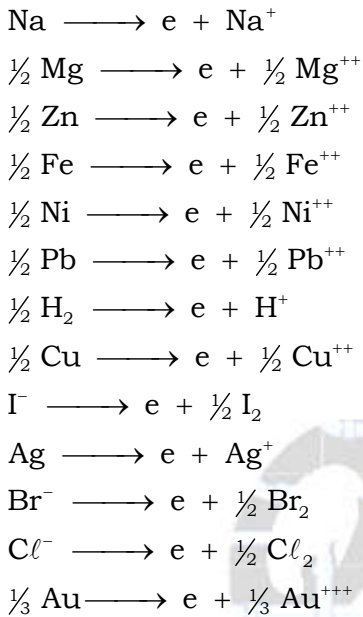 Na ⟶ e + Na⁺
½ Mg ⟶ e + ½ Mg⁺⁺
½ Zn ⟶ e + ½ Zn⁺⁺
½ Fe ⟶ e + ½ Fe⁺⁺
½ Ni ⟶ e + ½ Ni⁺⁺
½ Pb ⟶ e + ½ Pb⁺⁺
½ H₂ ⟶ e + H⁺
½ Cu ⟶ e + ½ Cu⁺⁺
I⁻ ⟶ e + ½ I₂
Ag ⟶ e + Ag⁺
Br⁻ ⟶ e + ½ Br₂
Cℓ⁻ ⟶ e + ½ Cℓ₂
⅓ Au ⟶ e + ⅓ Au⁺⁺⁺